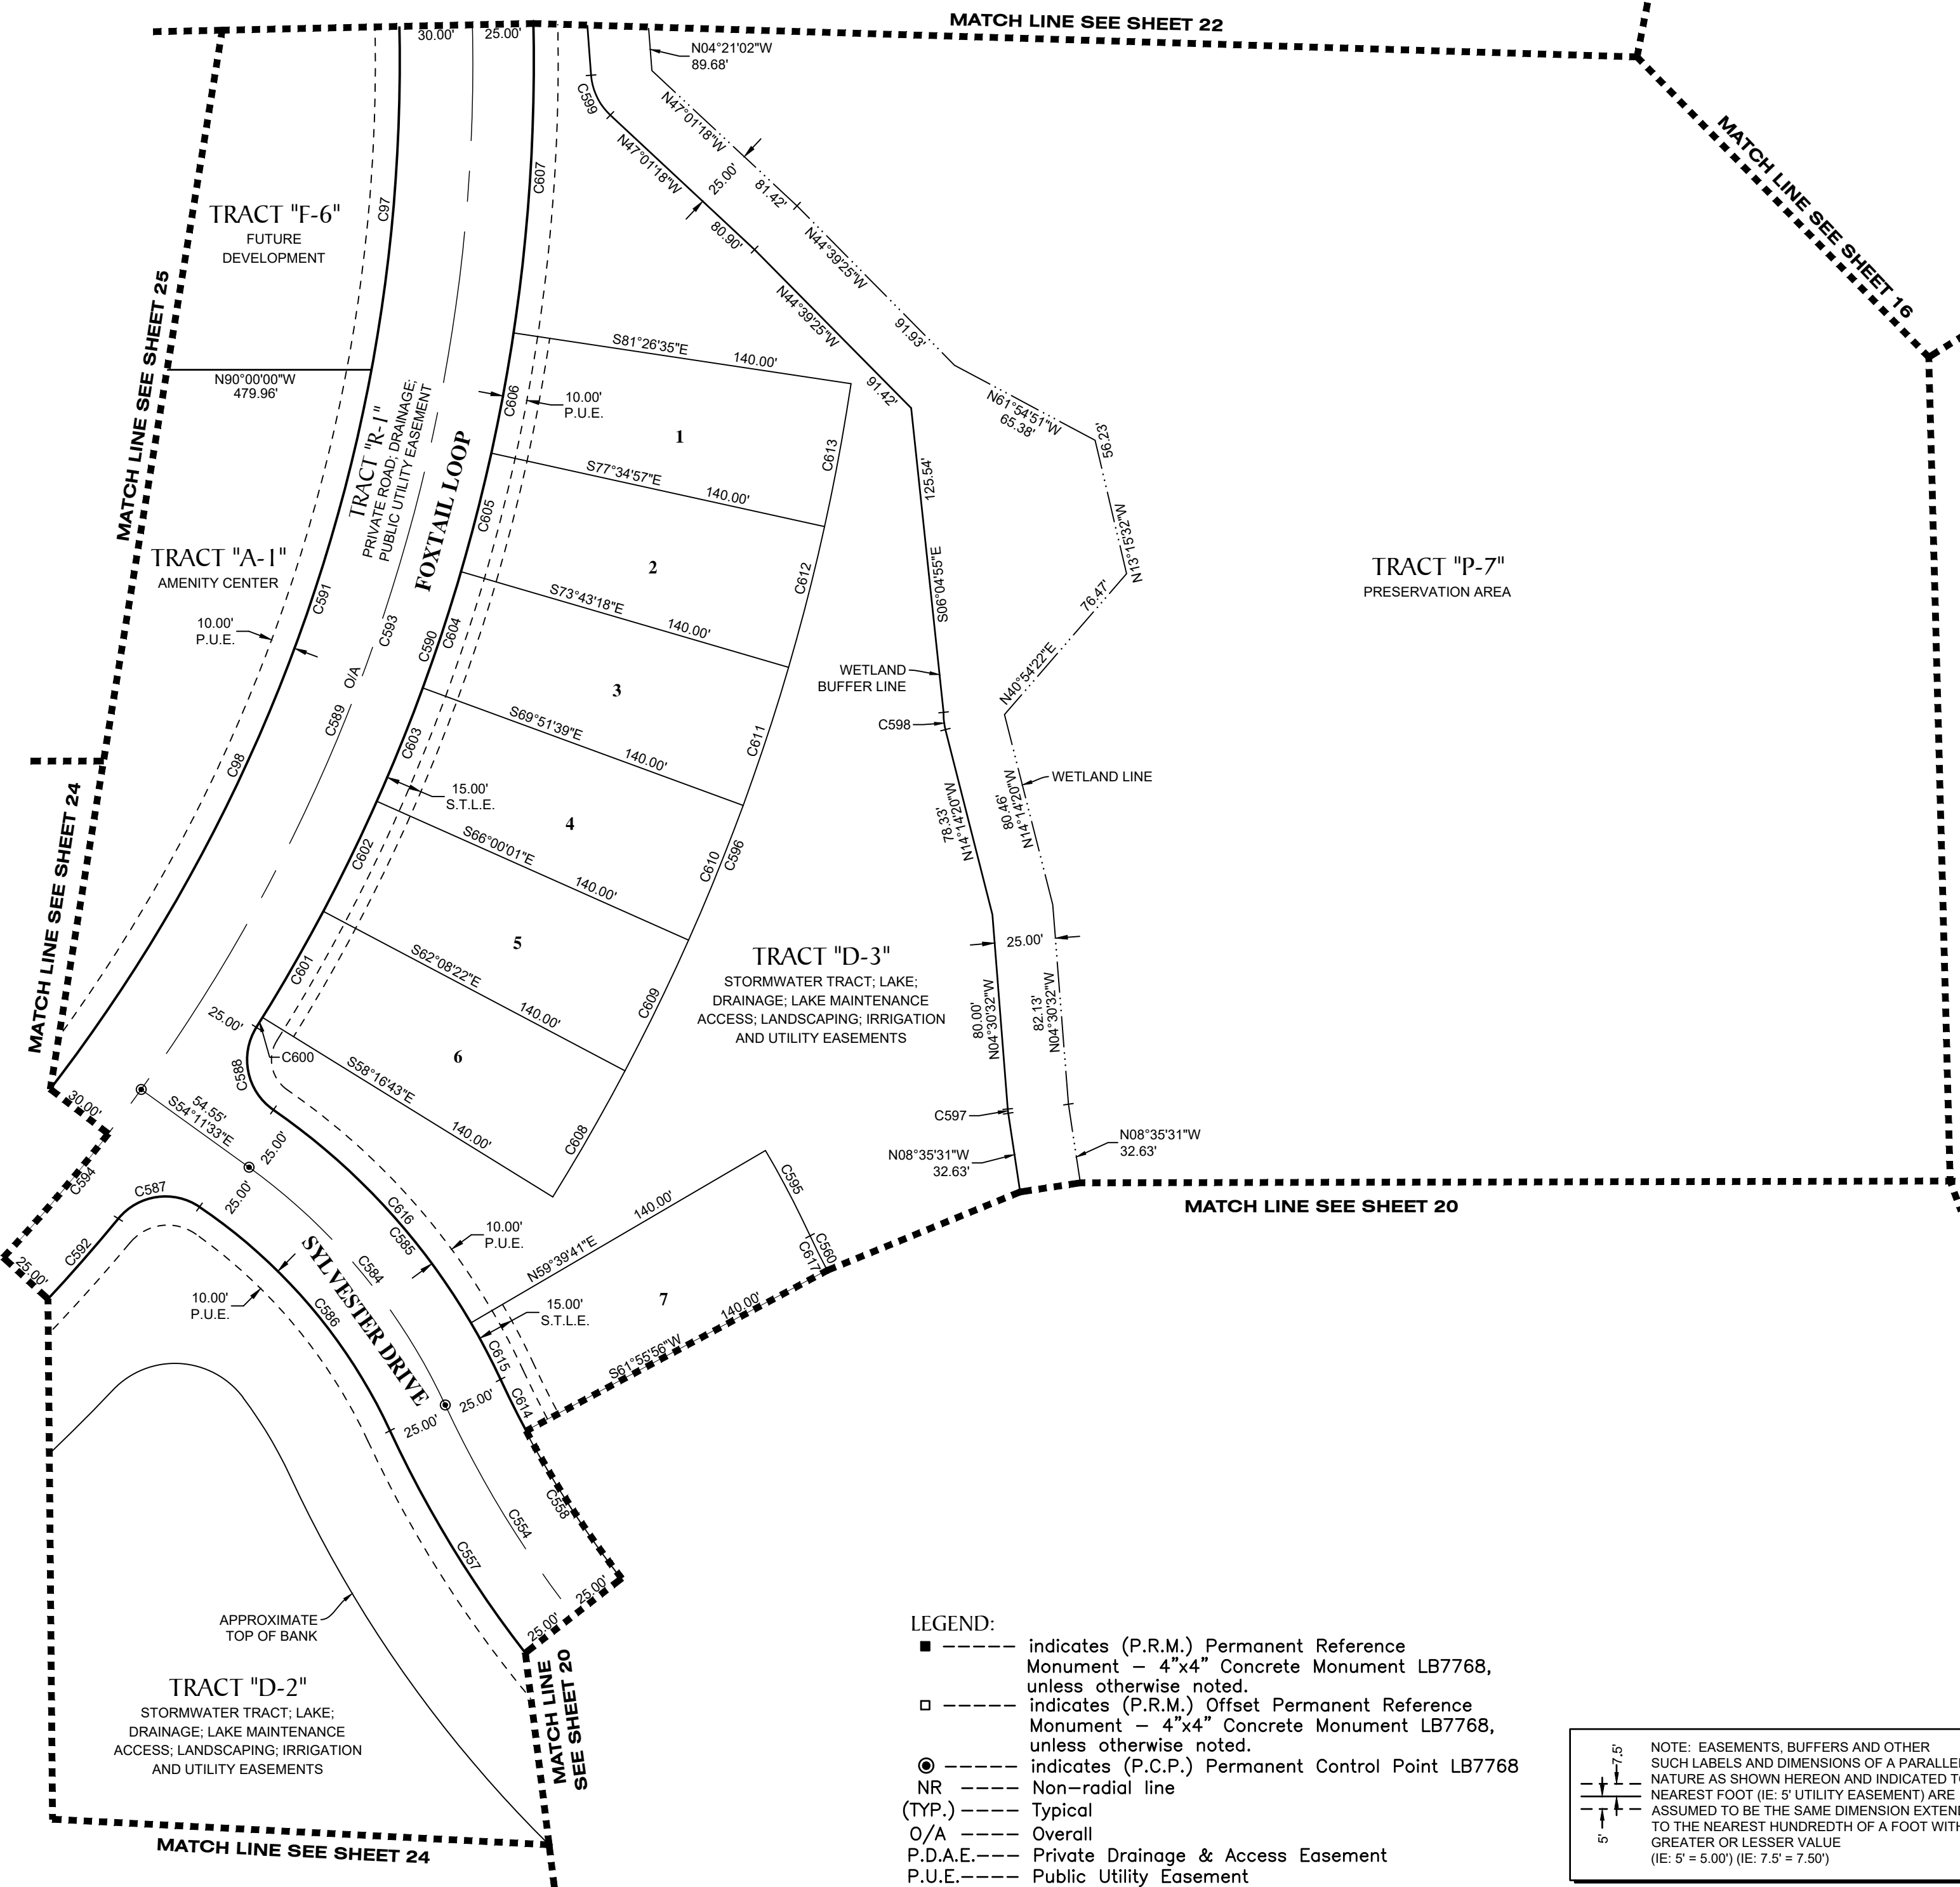 MATCH LINE SEE SHEET 22
30.00'
25.00'
N04°21'02"W
89.68'
C599
N47°01'18"W
25.00'
81.42'
N47°01'18"W
80.90'
N44°39'25"W
91.93'
N44°39'25"W
91.42'
N61°54'51"W
65.38'
56.23'
N13°15'32"W
76.47'
N40°54'22"E
MATCH LINE SEE SHEET 16
MATCH LINE SEE SHEET 25
TRACT "F-6"
FUTURE
DEVELOPMENT
C97
C607
N90°00'00"W
479.96'
TRACT "R-1"
PRIVATE ROAD; DRAINAGE;
PUBLIC UTILITY EASEMENT
FOXTAIL LOOP
TRACT "A-1"
AMENITY CENTER
10.00'
P.U.E.
C591
C593
O/A
C589
C98
C590
C606
10.00'
P.U.E.
S81°26'35"E
140.00'
1
C613
S77°34'57"E
140.00'
C605
2
C612
S73°43'18"E
140.00'
C604
3
C611
S69°51'39"E
140.00'
C603
15.00'
S.T.L.E.
4
C610
C596
S66°00'01"E
140.00'
C602
5
C609
S62°08'22"E
140.00'
C601
6
C608
S58°16'43"E
140.00'
25.00'
C600
C588
125.54'
S06°04'55"E
WETLAND
BUFFER LINE
C598
WETLAND LINE
78.33'
N14°14'20"W
80.46'
N14°14'20"W
TRACT "P-7"
PRESERVATION AREA
TRACT "D-3"
STORMWATER TRACT; LAKE;
DRAINAGE; LAKE MAINTENANCE
ACCESS; LANDSCAPING; IRRIGATION
AND UTILITY EASEMENTS
25.00'
80.00'
N04°30'32"W
82.13'
N04°30'32"W
C597
N08°35'31"W
32.63'
N08°35'31"W
32.63'
MATCH LINE SEE SHEET 20
MATCH LINE SEE SHEET 24
30.00'
54.55'
S54°11'33"E
25.00'
25.00'
C594
C587
C592
25.00'
C616
C585
C584
C586
SYLVESTER DRIVE
10.00'
P.U.E.
10.00'
P.U.E.
15.00'
S.T.L.E.
N59°39'41"E
140.00'
C595
C560
C617
7
S61°55'56"W
140.00'
C615
C614
25.00'
25.00'
C558
C554
C557
25.00'
25.00'
APPROXIMATE
TOP OF BANK
TRACT "D-2"
STORMWATER TRACT; LAKE;
DRAINAGE; LAKE MAINTENANCE
ACCESS; LANDSCAPING; IRRIGATION
AND UTILITY EASEMENTS
MATCH LINE
SEE SHEET 20
MATCH LINE SEE SHEET 24
LEGEND:
indicates (P.R.M.) Permanent Reference
Monument – 4"x4" Concrete Monument LB7768,
unless otherwise noted.
indicates (P.R.M.) Offset Permanent Reference
Monument – 4"x4" Concrete Monument LB7768,
unless otherwise noted.
indicates (P.C.P.) Permanent Control Point LB7768
NR ---- Non-radial line
(TYP.) ---- Typical
O/A ---- Overall
P.D.A.E.--- Private Drainage & Access Easement
P.U.E.---- Public Utility Easement
7.5'
5'
NOTE: EASEMENTS, BUFFERS AND OTHER
SUCH LABELS AND DIMENSIONS OF A PARALLE
NATURE AS SHOWN HEREON AND INDICATED T
NEAREST FOOT (IE: 5' UTILITY EASEMENT) ARE
ASSUMED TO BE THE SAME DIMENSION EXTEN
TO THE NEAREST HUNDREDTH OF A FOOT WITH
GREATER OR LESSER VALUE
(IE: 5' = 5.00') (IE: 7.5' = 7.50')